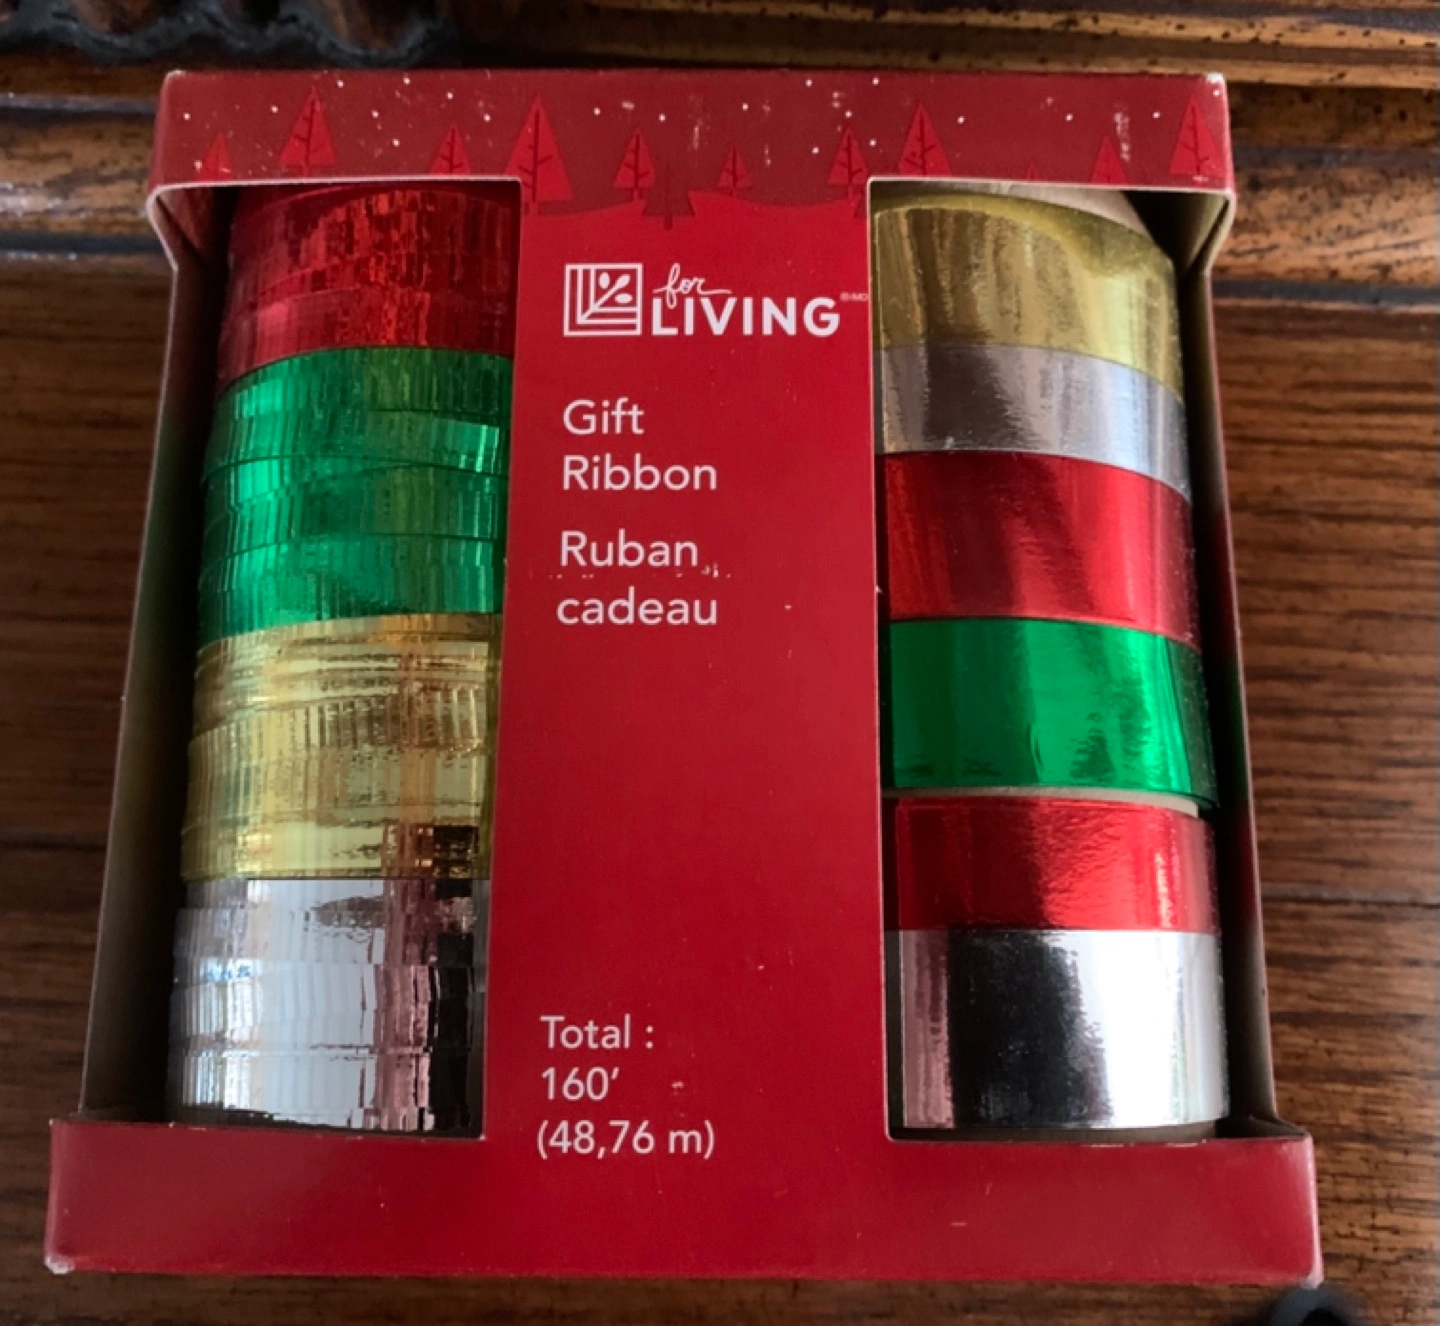 for
LIVING
Gift
Ribbon
Ruban
cadeau
Total :
160'
(48,76 m)